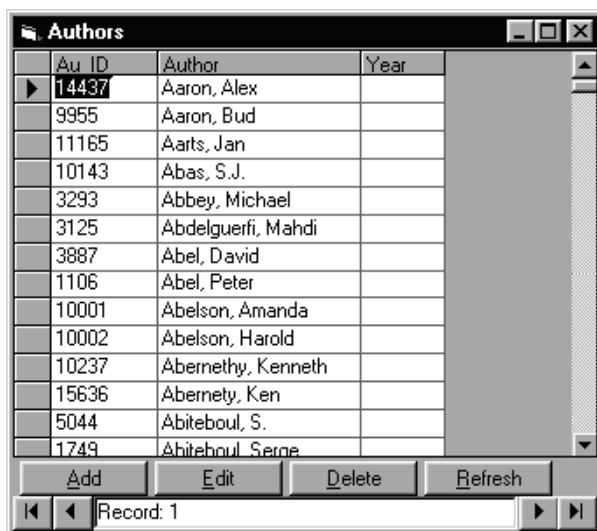 Authors
Au_ID Author Year
14437 Aaron, Alex
9955 Aaron, Bud
11165 Aarts, Jan
10143 Abas, S.J.
3293 Abbey, Michael
3125 Abdelguerfi, Mahdi
3887 Abel, David
1106 Abel, Peter
10001 Abelson, Amanda
10002 Abelson, Harold
10237 Abernethy, Kenneth
15636 Abernety, Ken
5044 Abiteboul, S.
1749 Abiteboul, Serge
Add Edit Delete Refresh
Record: 1